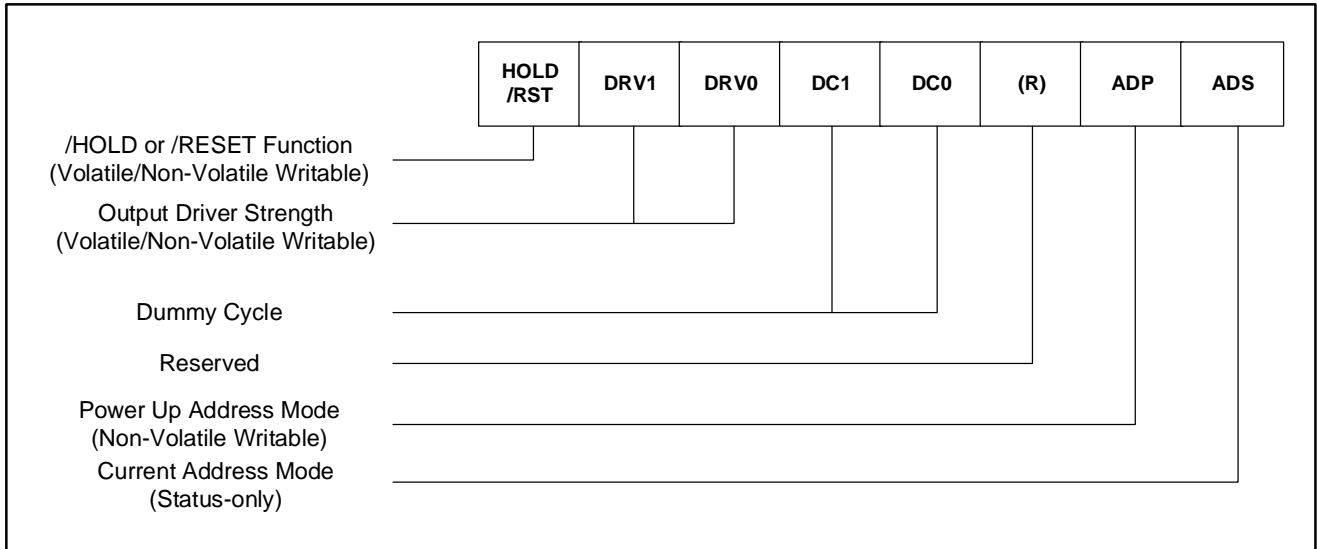 HOLD
/RST
DRV1
DRV0
DC1
DC0
(R)
ADP
ADS
/HOLD or /RESET Function
(Volatile/Non-Volatile Writable)
Output Driver Strength
(Volatile/Non-Volatile Writable)
Dummy Cycle
Reserved
Power Up Address Mode
(Non-Volatile Writable)
Current Address Mode
(Status-only)